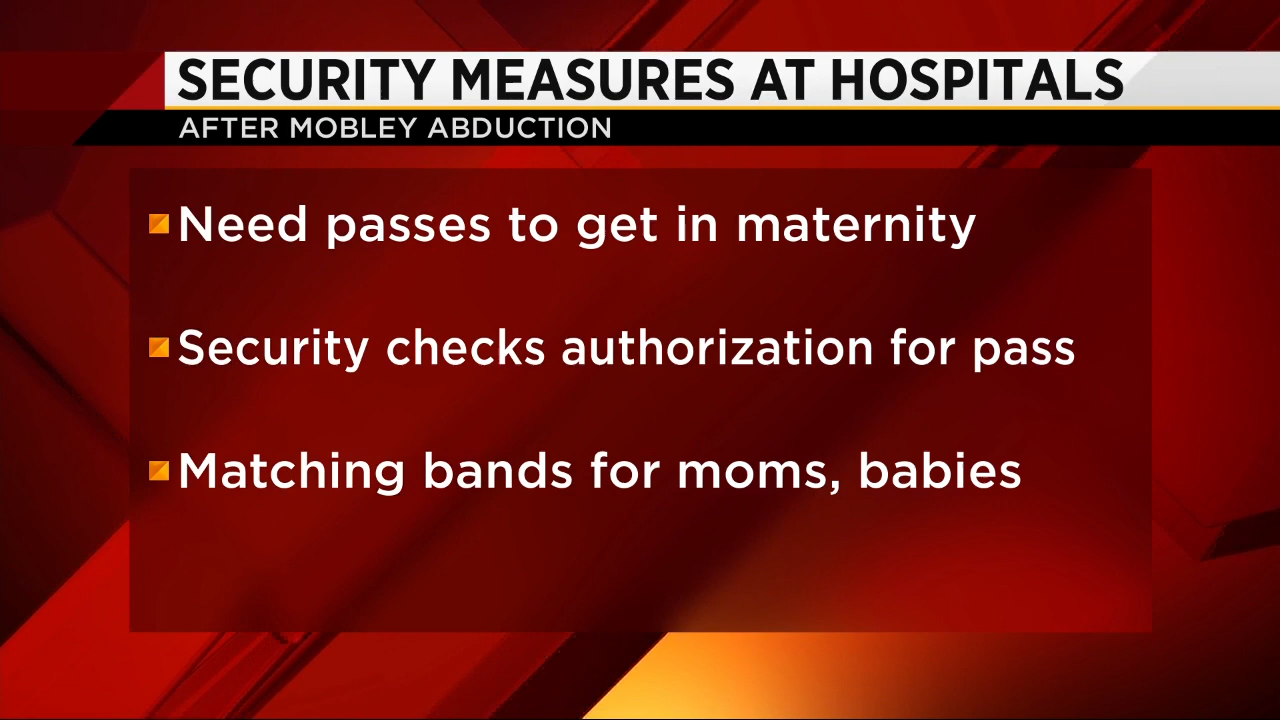 SECURITY MEASURES AT HOSPITALS
AFTER MOBLEY ABDUCTION
Need passes to get in maternity
Security checks authorization for pass
Matching bands for moms, babies